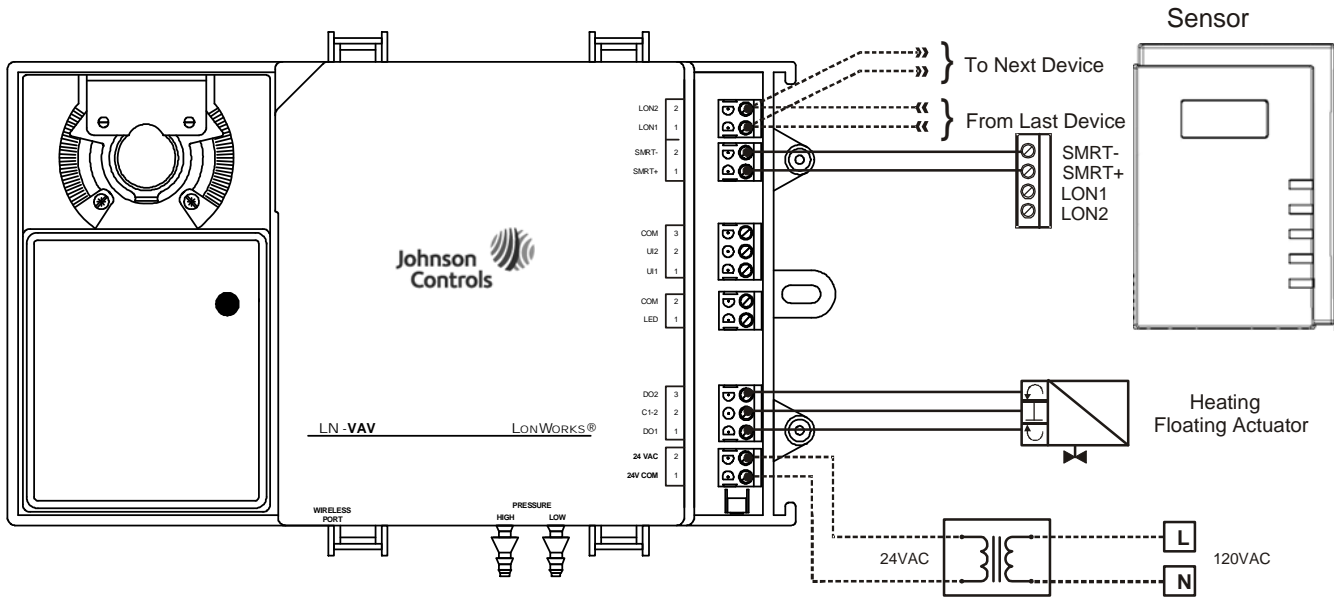 Sensor
To Next Device
From Last Device
SMRT-
SMRT+
LON1
LON2
LON2 2
LON1 1
SMRT- 2
SMRT+ 1
COM 3
UI2 2
UI1 1
COM 2
LED 1
DO2 3
C1-2 2
DO1 1
24 VAC 2
24V COM 1
Johnson
Controls
LN-VAV
LONWORKS®
WIRELESS
PORT
PRESSURE
HIGH LOW
Heating
Floating Actuator
24VAC
L
120VAC
N